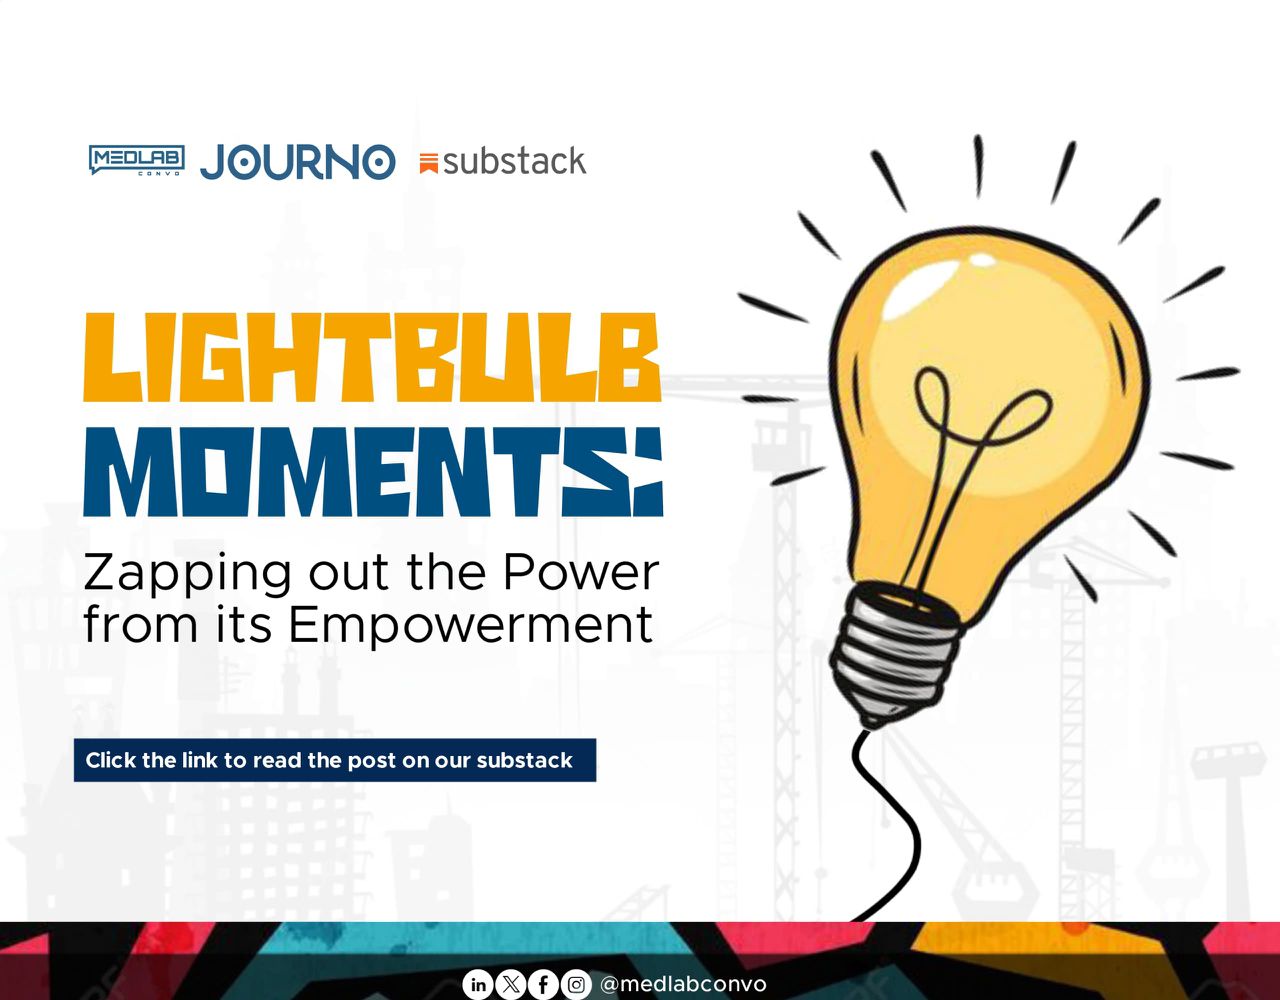 MEDLAB
CONVO
JOURNO
substack
LIGHTBULB
MOMENTS:
Zapping out the Power
from its Empowerment
Click the link to read the post on our substack
@medlabconvo